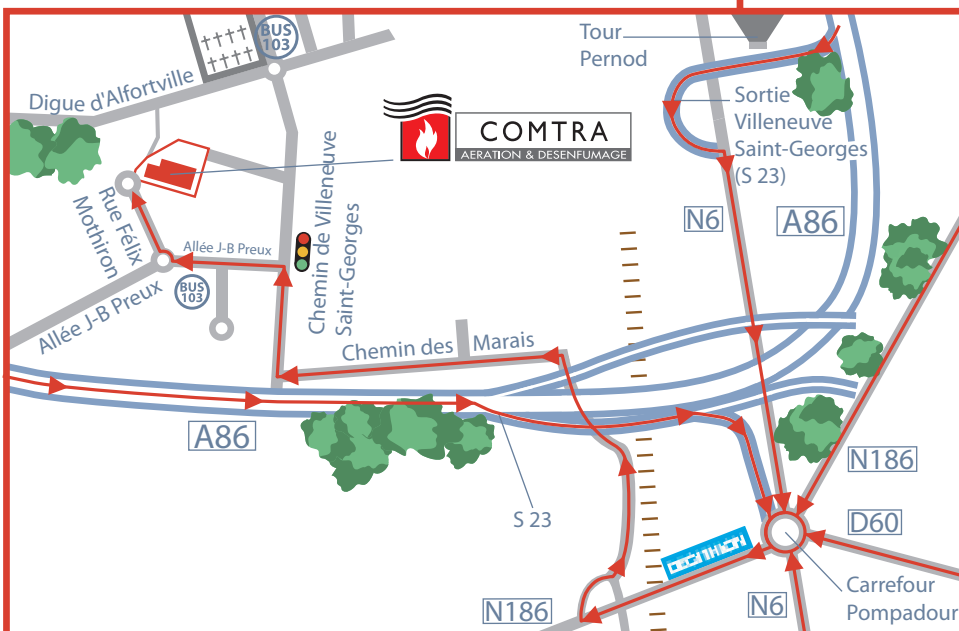 BUS
103
Tour
Pernod
Digue d'Alfortville
COMTRA
AERATION & DESENFUMAGE
Sortie
Villeneuve
Saint-Georges
(S 23)
N6
A86
Rue Félix
Mothiron
Allée J-B Preux
BUS
103
Allée J-B Preux
Chemin de Villeneuve
Saint-Georges
Chemin des Marais
A86
S 23
N186
D60
DECATHLON
N186
N6
Carrefour
Pompadour